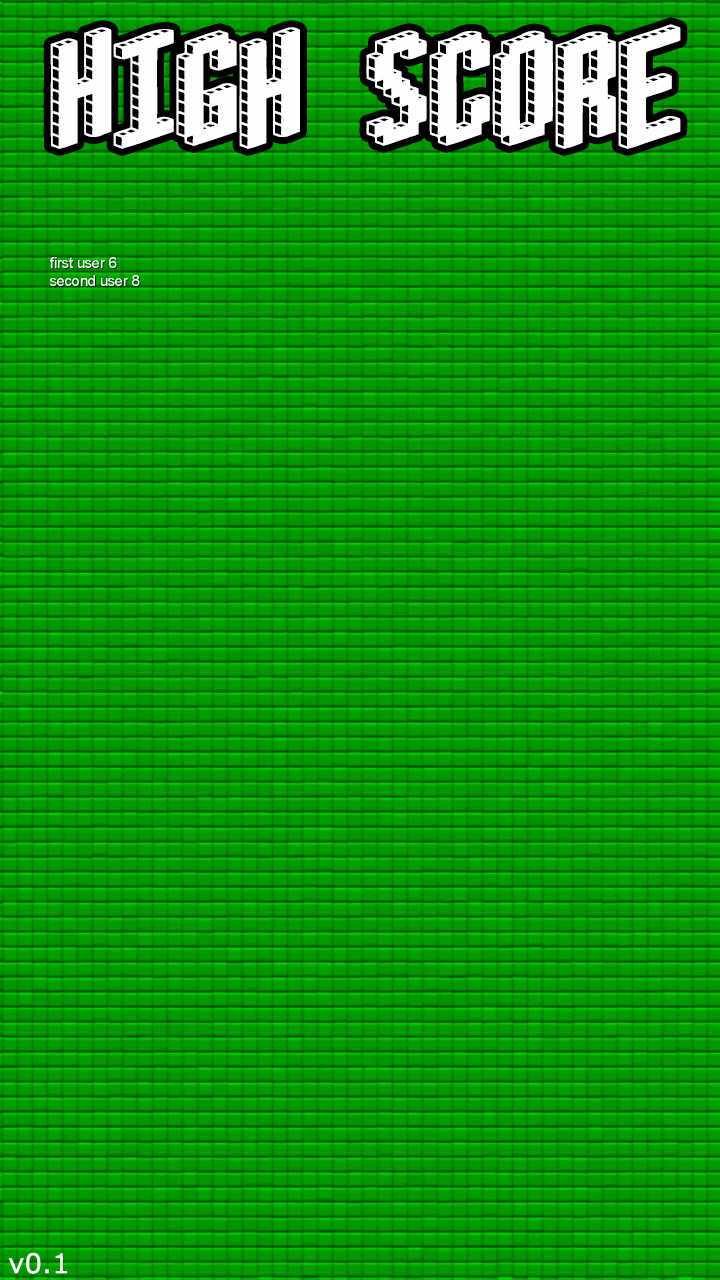 HIGH SCORE
first user 6
second user 8
v0.1